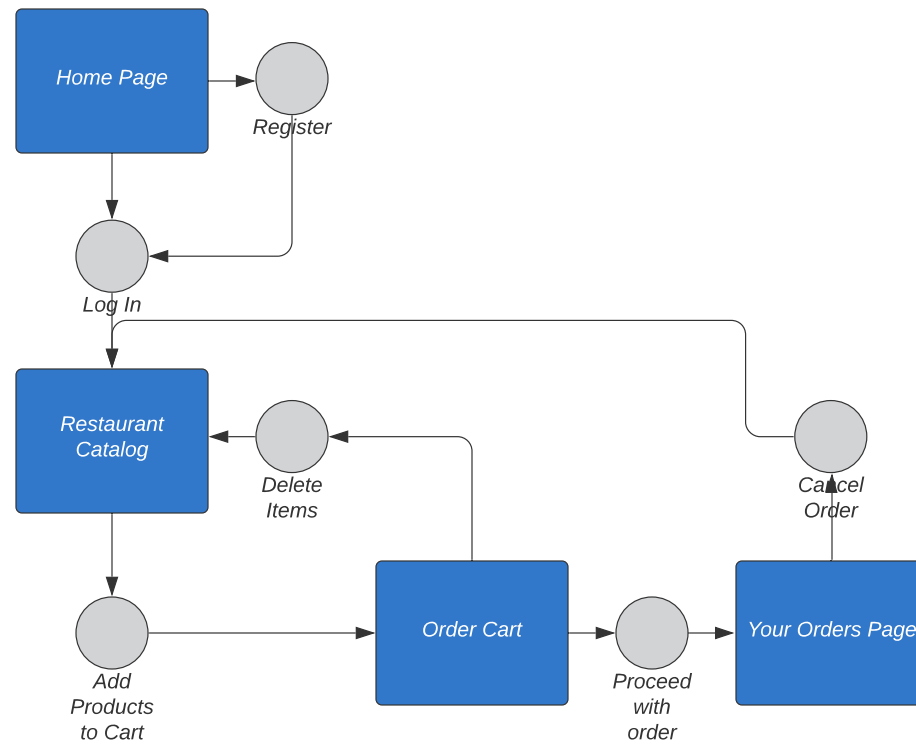 Home Page
Register
Log In
Restaurant
Catalog
Delete
Items
Cancel
Order
Order Cart
Your Orders Page
Add
Products
to Cart
Proceed
with
order